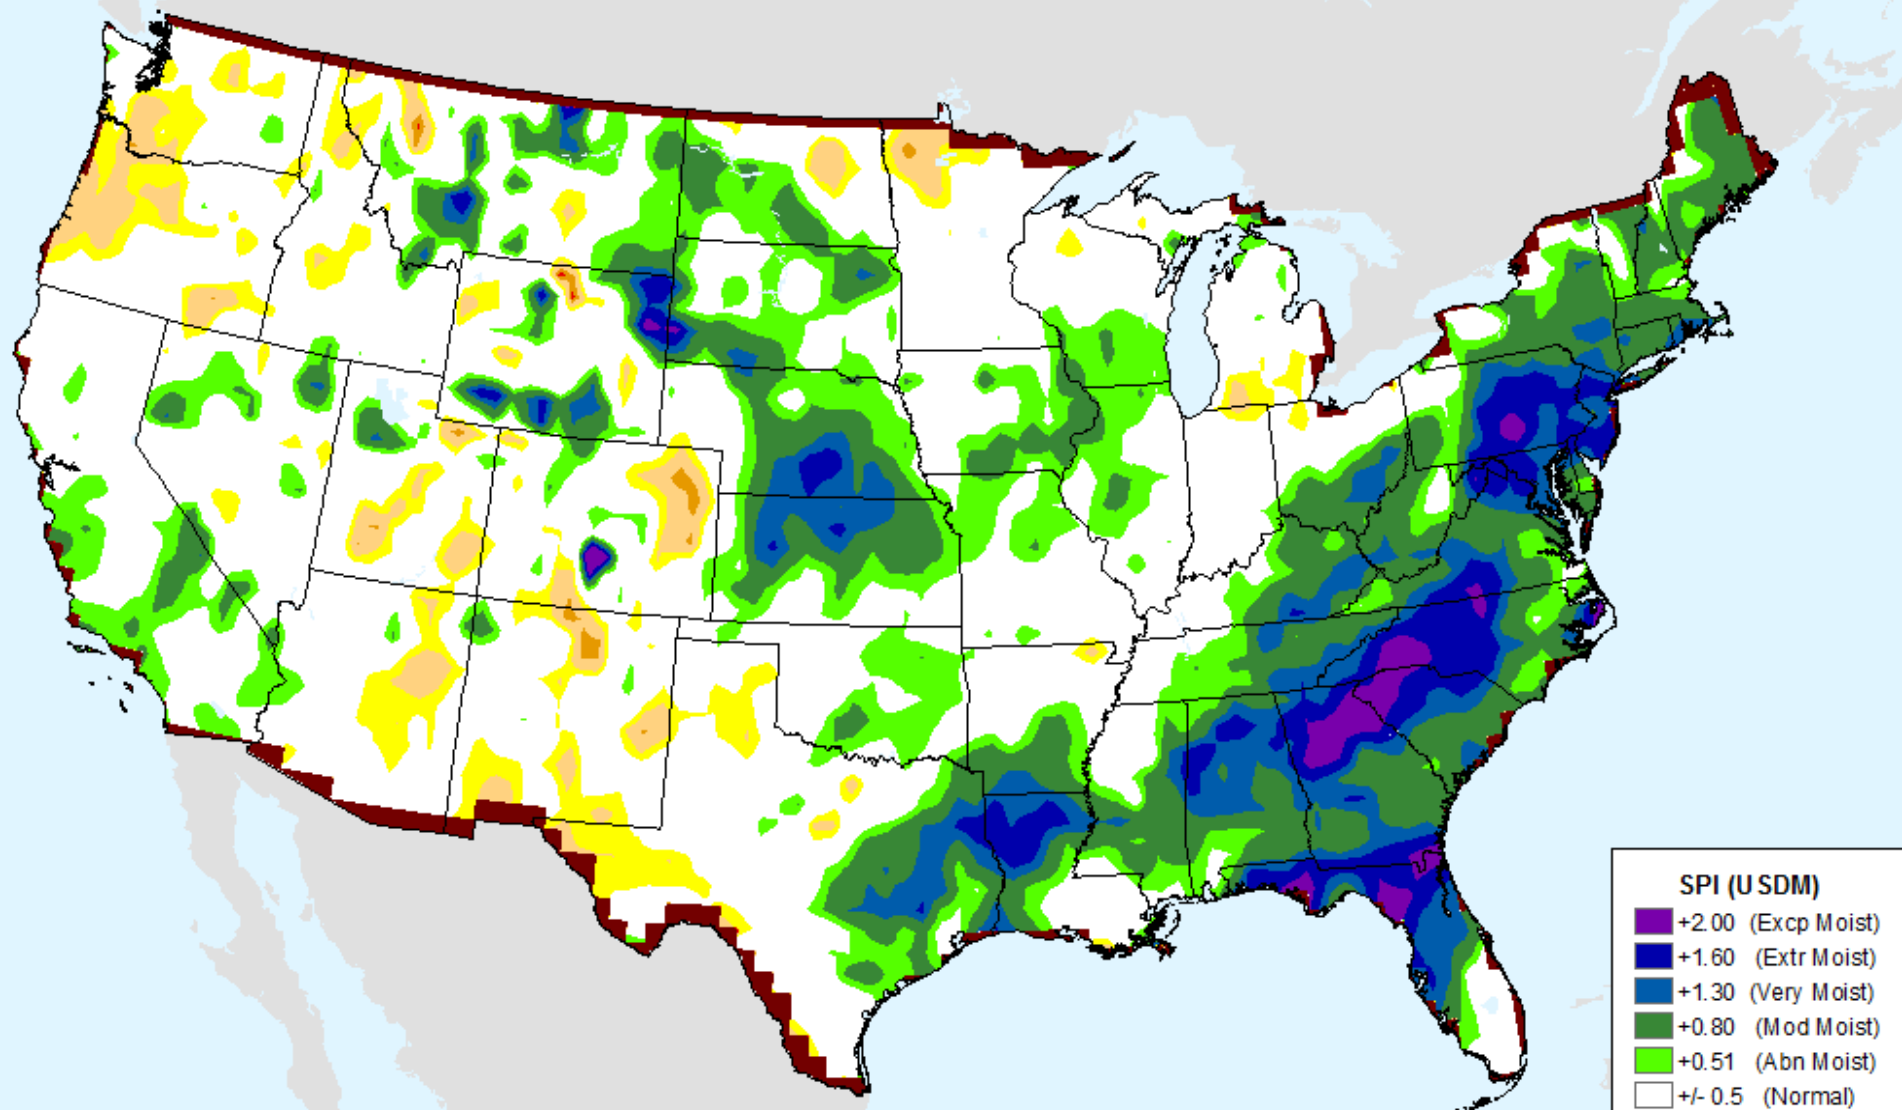 SPI (USDM)
+2.00 (Excp Moist)
+1.60 (Extr Moist)
+1.30 (Very Moist)
+0.80 (Mod Moist)
+0.51 (Abn Moist)
+/- 0.5 (Normal)